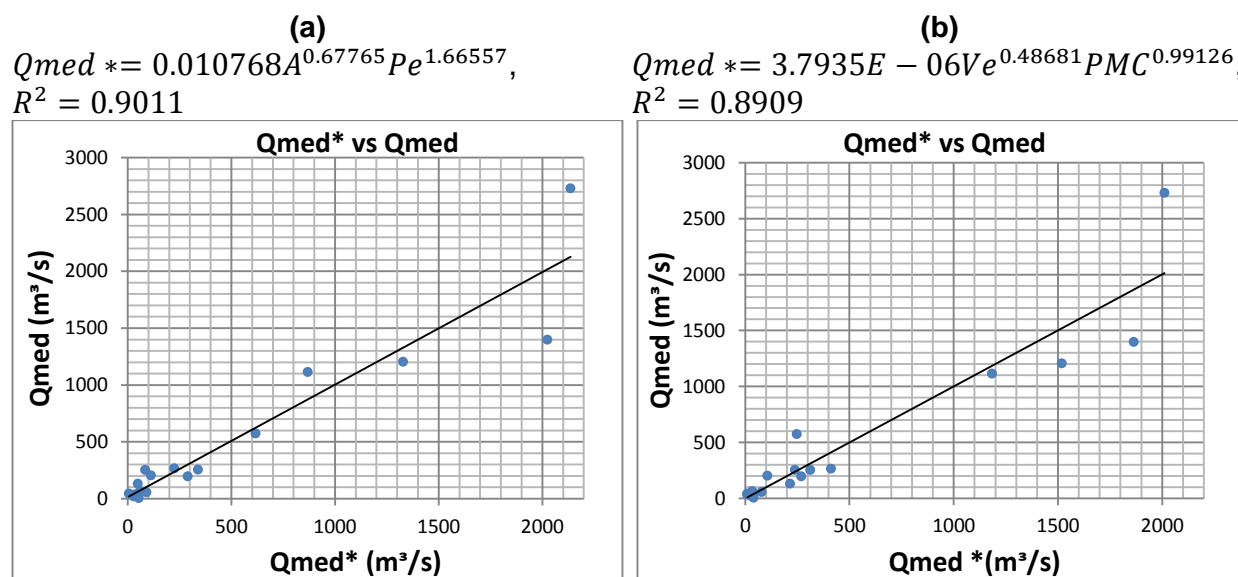 (a)
Qmed ∗= 0.010768A^0.67765 Pe^1.66557,
R² = 0.9011
Qmed* vs Qmed
3000
2500
2000
1500
1000
500
0
0 500 1000 1500 2000
Qmed (m³/s)
Qmed* (m³/s)
(b)
Qmed ∗= 3.7935E − 06Ve^0.48681 PMC^0.99126,
R² = 0.8909
Qmed* vs Qmed
3000
2500
2000
1500
1000
500
0
0 500 1000 1500 2000
Qmed (m³/s)
Qmed *(m³/s)